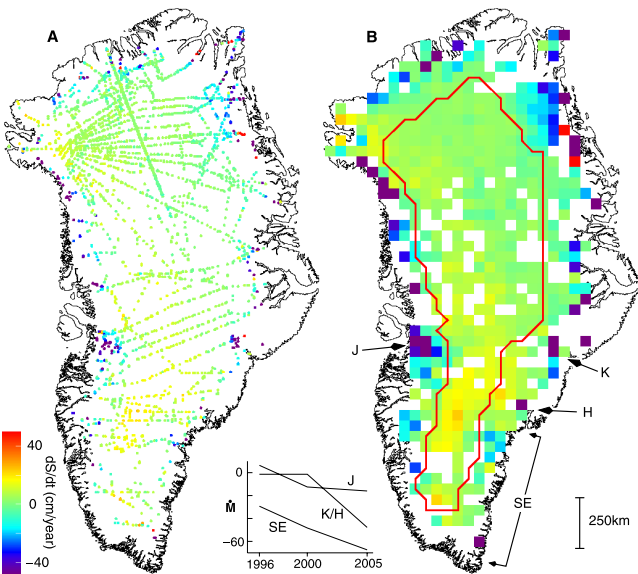 A
B
J
K
H
SE
250km
40
0
−40
dS/dt (cm/year)
0
Ṁ
−60
J
K/H
SE
1996
2000
2005